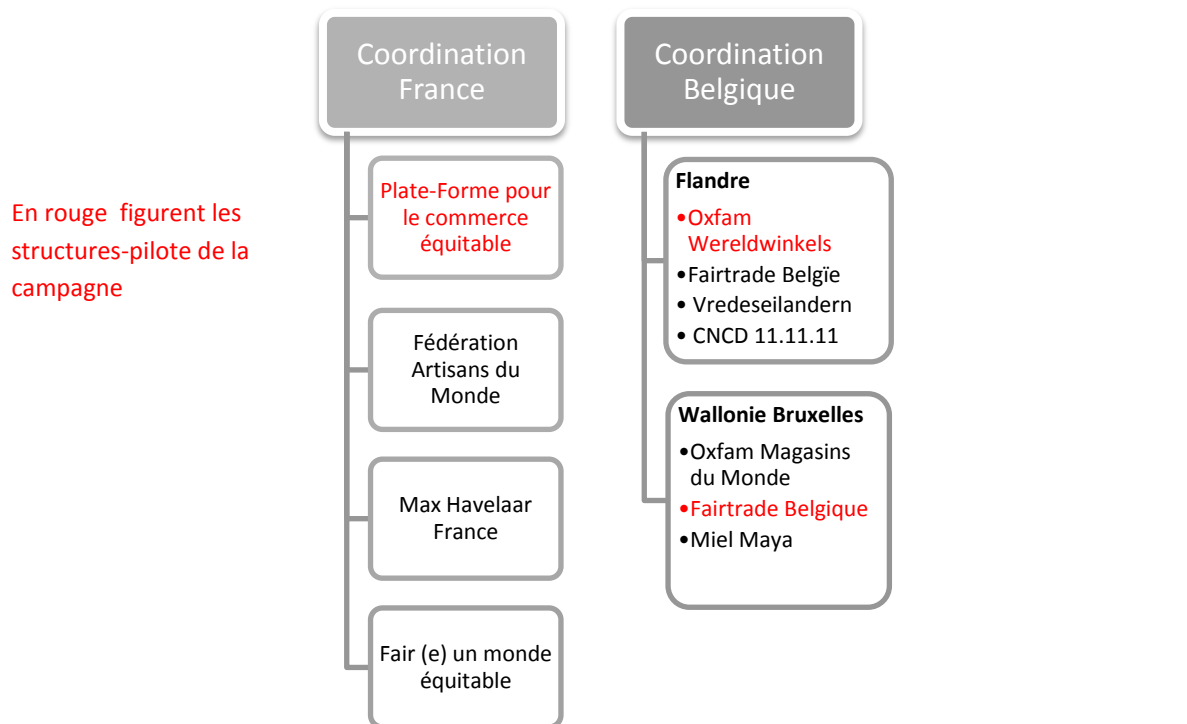 Coordination
France
Coordination
Belgique
En rouge figurent les
structures-pilote de la
campagne
Plate-Forme pour
le commerce
équitable
Fédération
Artisans du
Monde
Max Havelaar
France
Fair (e) un monde
équitable
Flandre
•Oxfam
Wereldwinkels
•Fairtrade Belgïe
• Vredeseilandern
• CNCD 11.11.11
Wallonie Bruxelles
•Oxfam Magasins
du Monde
•Fairtrade Belgique
•Miel Maya